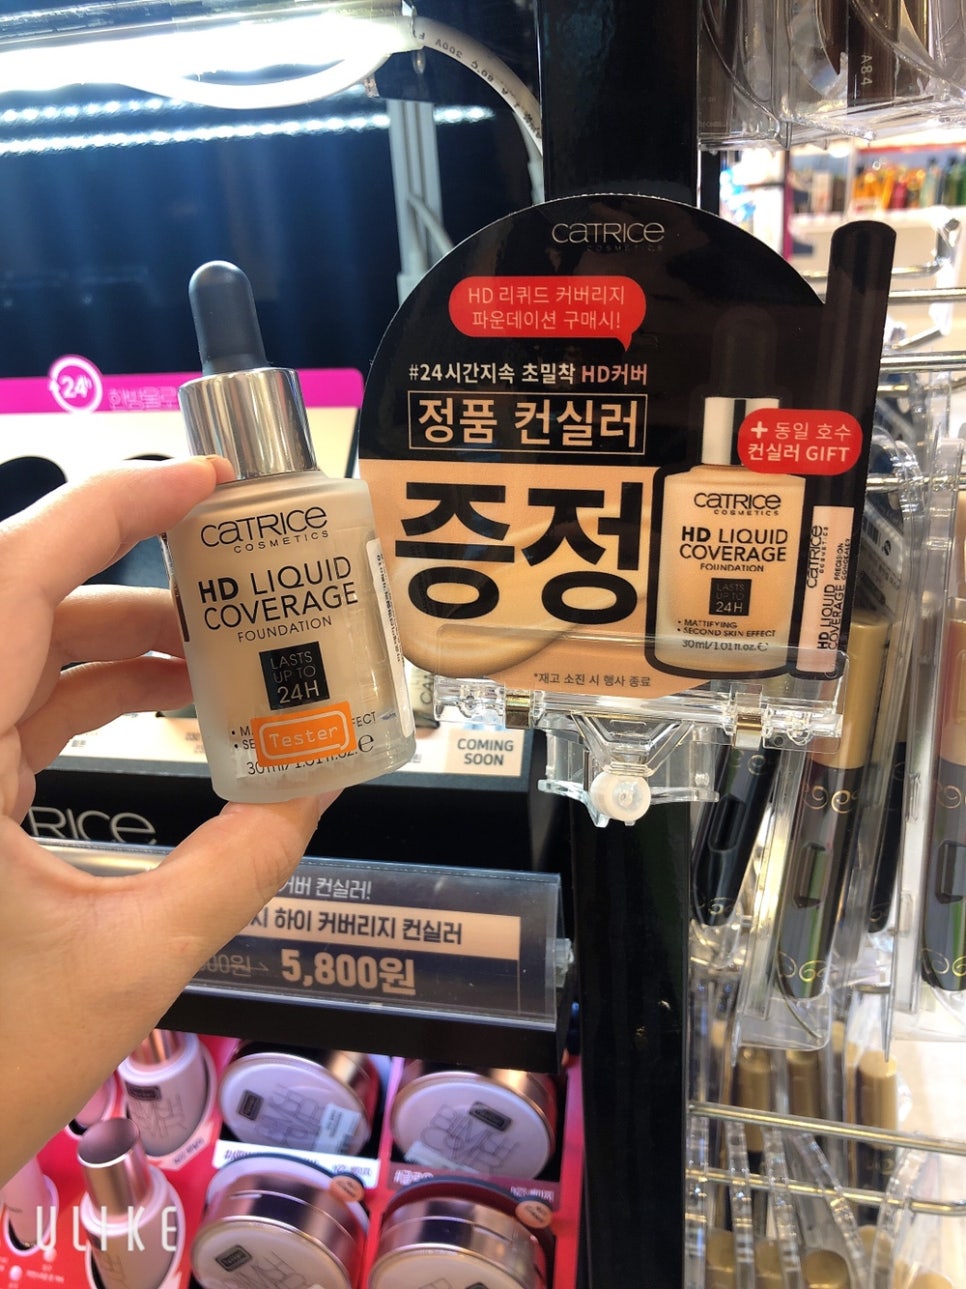 CATRICE
COSMETICS
HD 리퀴드 커버리지
파운데이션 구매시!
#24시간지속 초밀착 HD커버
정품 컨실러
증정
+ 동일 호수
컨실러 GIFT
CATRICE
COSMETICS
HD LIQUID
COVERAGE
FOUNDATION
LASTS
UP TO
24H
• MATTIFYING
• SECOND SKIN EFFECT
30ml/1.01fl.oz.℮
CATRICE
COSMETICS
HD LIQUID
COVERAGE
PRECISION
CONCEALER
*재고 소진 시 행사 종료
24h
CATRICE
COSMETICS
HD LIQUID
COVERAGE
FOUNDATION
LASTS
UP TO
24H
Tester
30ml/1.01fl.oz.℮
COMING
SOON
RICE
커버 컨실러!
하이 커버리지 컨실러
5,800원
A84
ULIKE